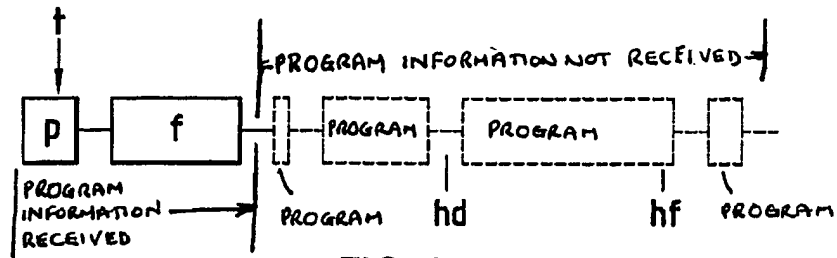 t
PROGRAM INFORMATION NOT RECEIVED
p
f
PROGRAM
PROGRAM
PROGRAM
INFORMATION
RECEIVED
PROGRAM
hd
hf
PROGRAM